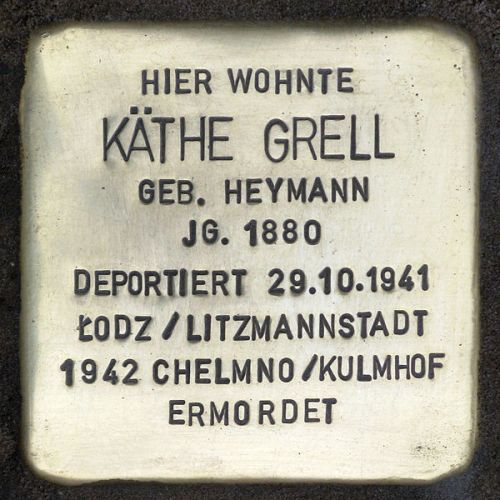 HIER WOHNTE
KÄTHE GRELL
GEB. HEYMANN
JG. 1880
DEPORTIERT 29.10.1941
ŁODZ / LITZMANNSTADT
1942 CHELMNO / KULMHOF
ERMORDET